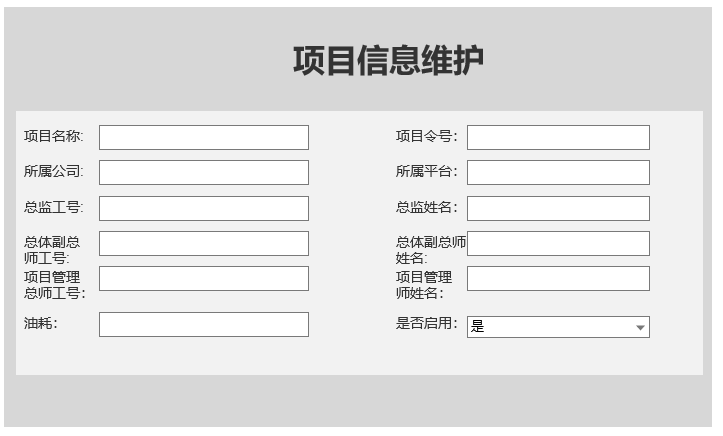 项目信息维护
项目名称:
项目令号：
所属公司:
所属平台：
总监工号:
总监姓名：
总体副总
师工号:
总体副总师
姓名:
项目管理
总师工号：
项目管理
师姓名：
油耗：
是否启用：
是